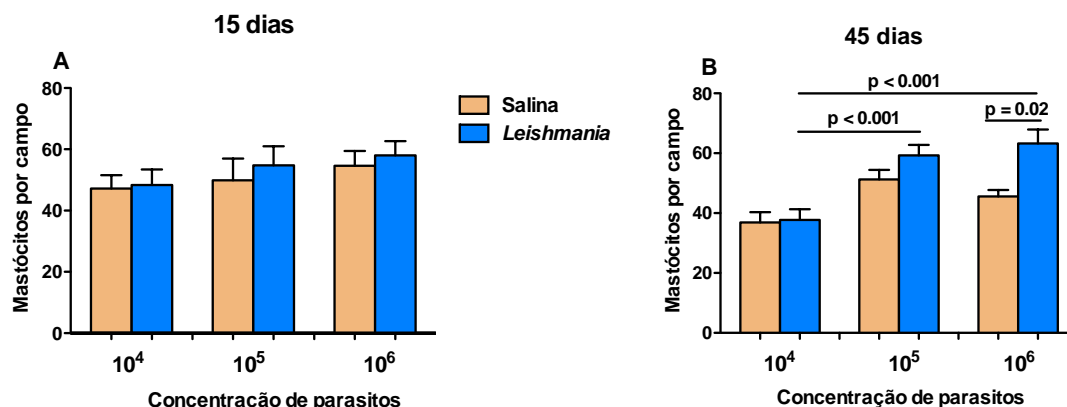 15 dias
A
80
60
40
20
0
Mastócitos por campo
10⁴ 10⁵ 10⁶
Concentração de parasitos
Salina
Leishmania
45 dias
B
p < 0.001
p = 0.02
p < 0.001
80
60
40
20
0
Mastócitos por campo
10⁴ 10⁵ 10⁶
Concentração de parasitos